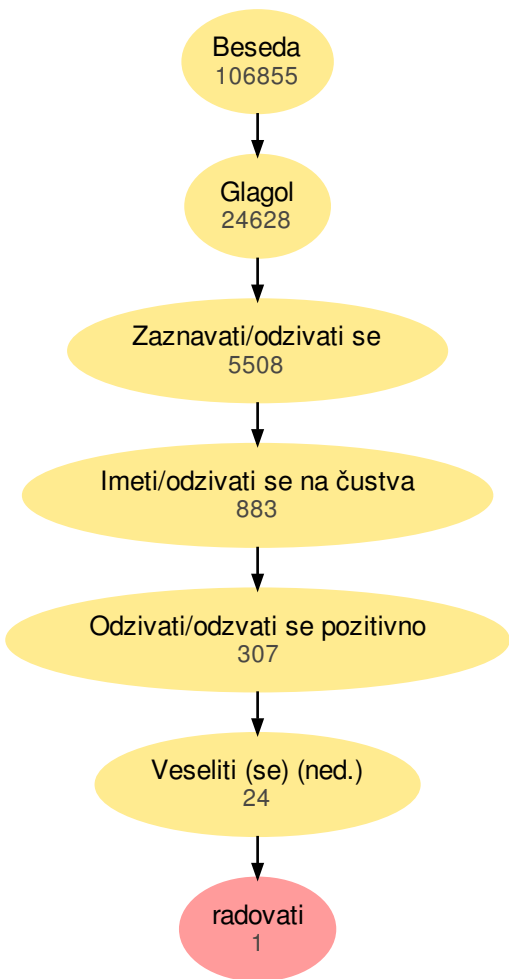 Beseda
106855
Glagol
24628
Zaznavati/odzivati se
5508
Imeti/odzivati se na čustva
883
Odzivati/odzvati se pozitivno
307
Veseliti (se) (ned.)
24
radovati
1